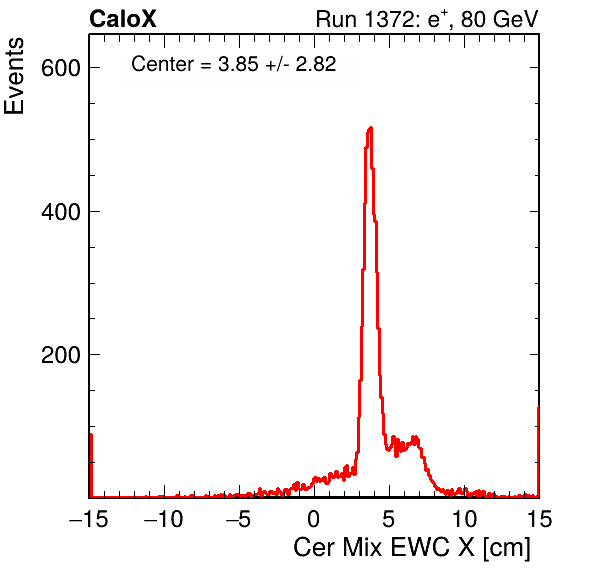 CaloX Run 1372: e⁺, 80 GeV
Center = 3.85 +/- 2.82
Events
600
400
200
−15 −10 −5 0 5 10 15
Cer Mix EWC X [cm]